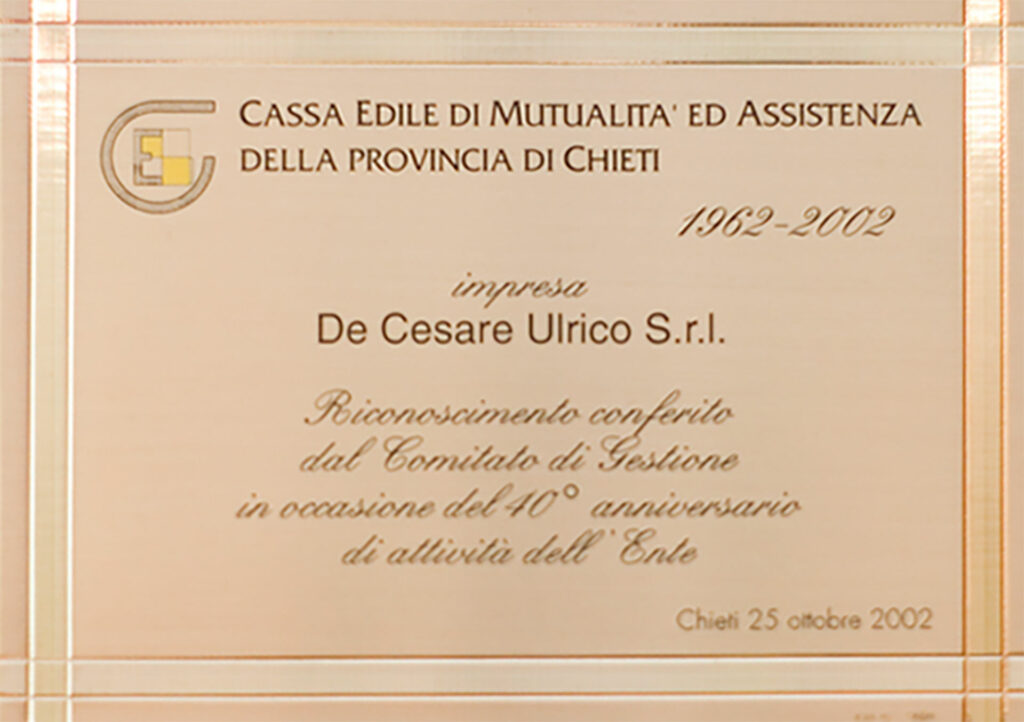 CASSA EDILE DI MUTUALITA' ED ASSISTENZA
DELLA PROVINCIA DI CHIETI
1962-2002
impresa
De Cesare Ulrico S.r.l.
Riconoscimento conferito
dal Comitato di Gestione
in occasione del 40° anniversario
di attività dell'Ente
Chieti 25 ottobre 2002